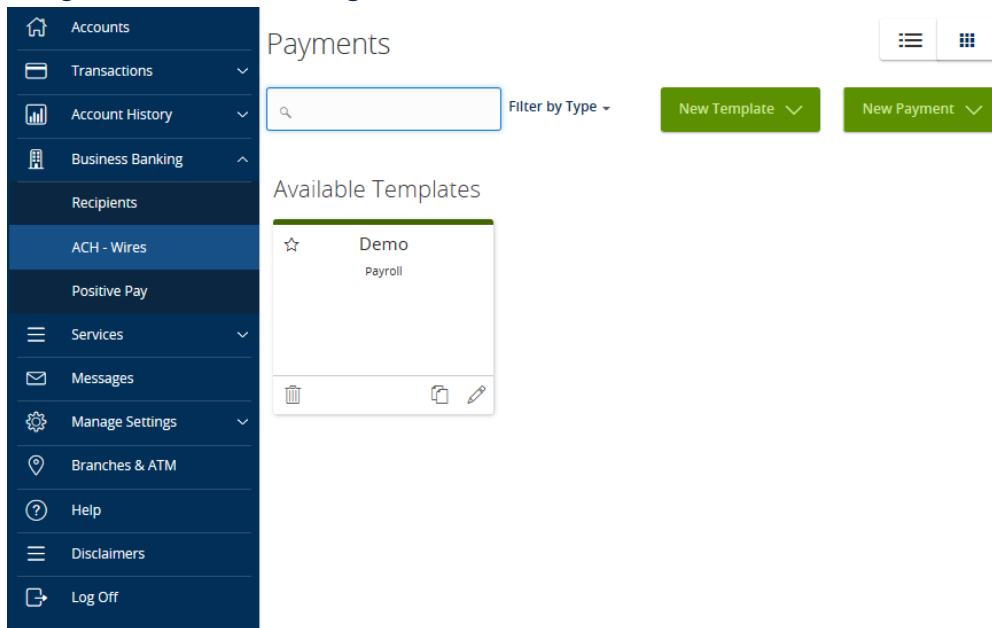 Accounts
Transactions
Account History
Business Banking
Recipients
ACH - Wires
Positive Pay
Services
Messages
Manage Settings
Branches & ATM
Help
Disclaimers
Log Off
Payments
Filter by Type
New Template
New Payment
Available Templates
Demo
Payroll